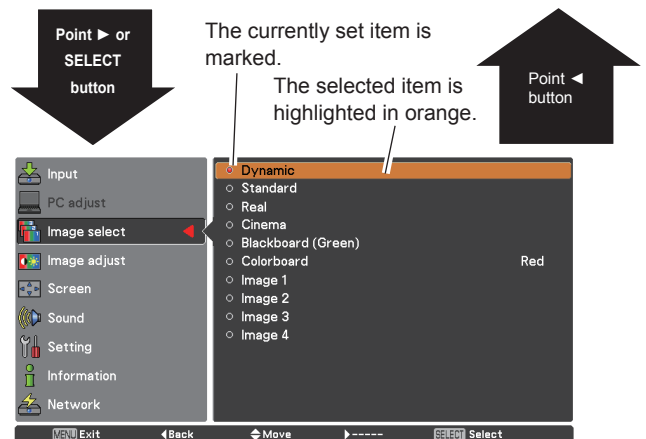 Point ► or
SELECT
button
The currently set item is
marked.
The selected item is
highlighted in orange.
Point ◄
button
Input
PC adjust
Image select
Image adjust
Screen
Sound
Setting
Information
Network
Dynamic
Standard
Real
Cinema
Blackboard (Green)
Colorboard Red
Image 1
Image 2
Image 3
Image 4
MENU Exit ◄Back Move ►----- SELECT Select